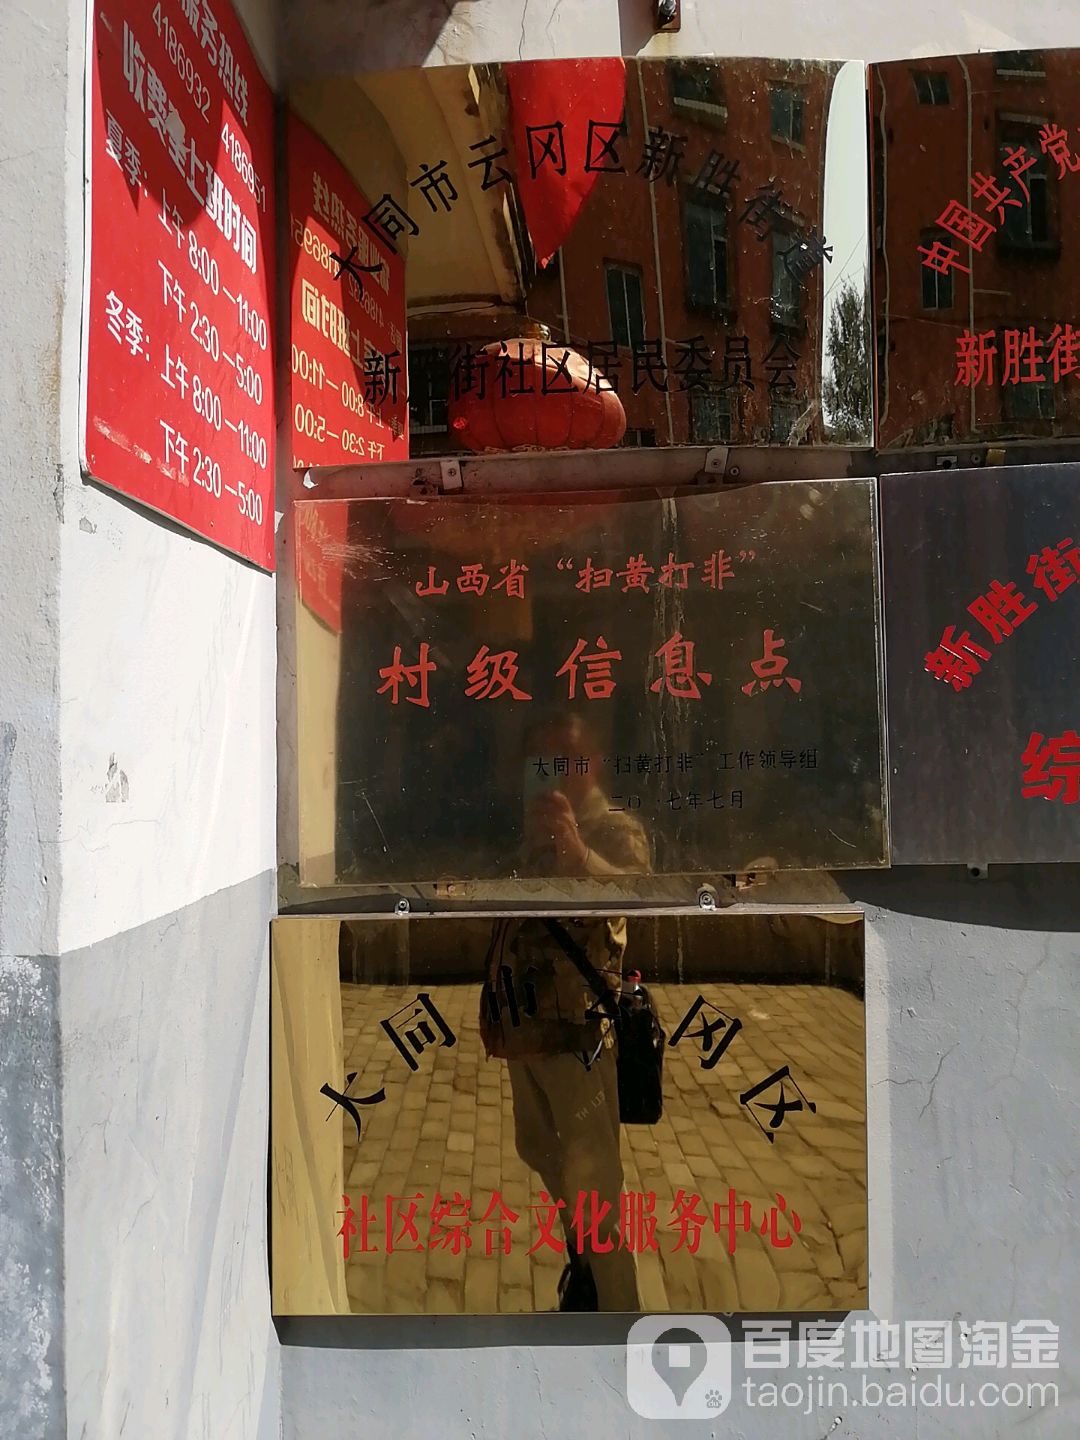 服务热线
4186932 4186951
收费室上班时间
夏季：上午8:00—11:00
下午2:30—5:00
冬季：上午8:00—11:00
下午2:30—5:00
大同市云冈区新胜街道
新胜街社区居民委员会
中国共产党
新胜街
山西省“扫黄打非”
村级信息点
大同市“扫黄打非”工作领导组
二〇一七年七月
新胜街
综
大同市云冈区
社区综合文化服务中心
百度地图淘金
taojin.baidu.com